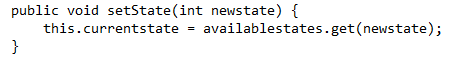 public void setState(int newstate) {
    this.currentstate = availablestates.get(newstate);
}